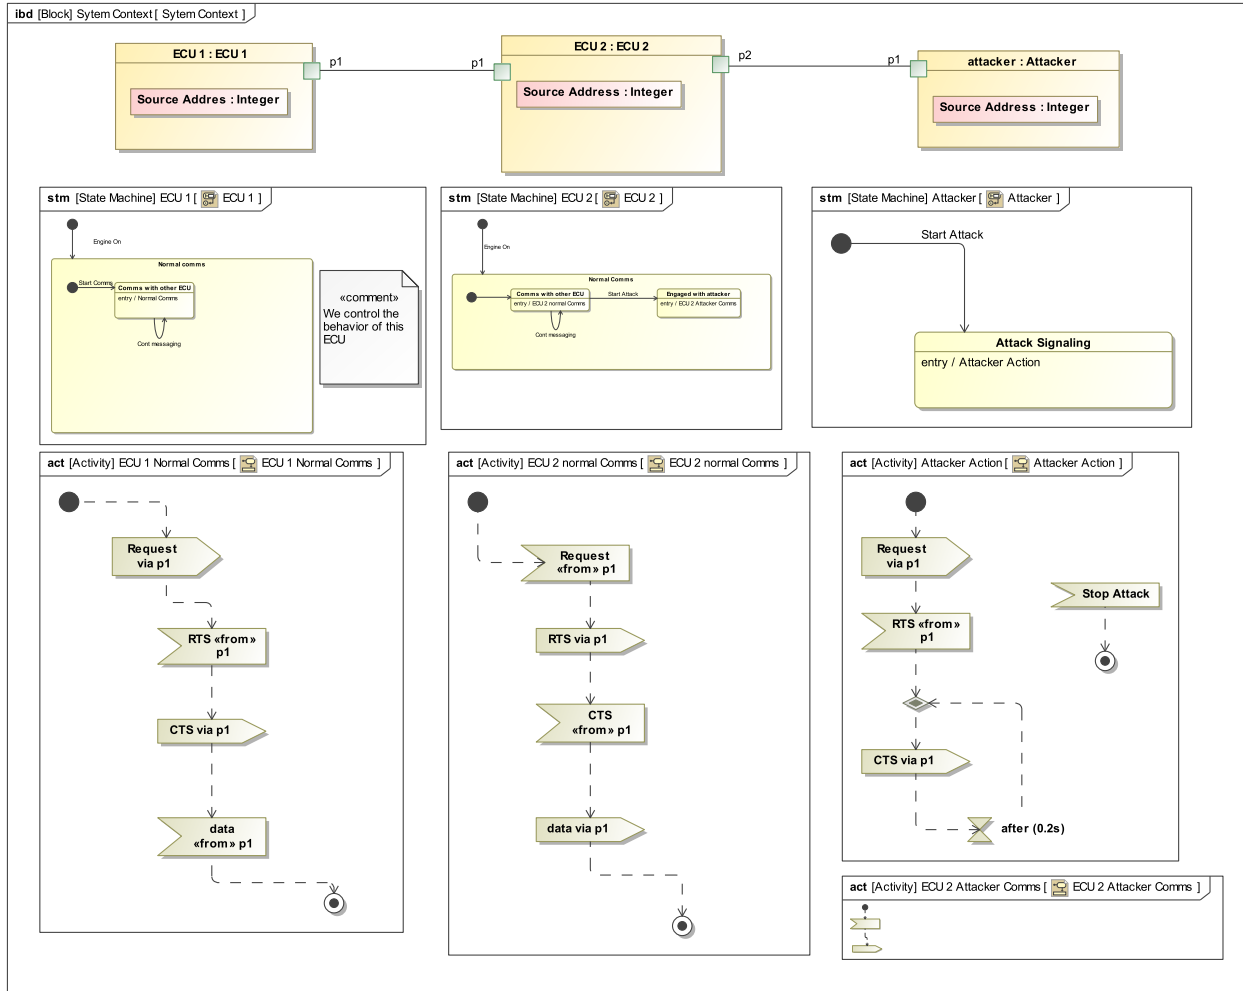 ibd [Block] Sytem Context [ Sytem Context ]
ECU 1 : ECU 1
Source Addres : Integer
p1
p1
ECU 2 : ECU 2
Source Address : Integer
p2
p1
attacker : Attacker
Source Address : Integer
stm [State Machine] ECU 1 [ ECU 1 ]
Engine On
Normal comms
Start Comms
Comms with other ECU
entry / Normal Comms
Cont messaging
«comment»
We control the
behavior of this
ECU
stm [State Machine] ECU 2 [ ECU 2 ]
Engine On
Normal Comms
Comms with other ECU
entry / ECU 2 normal Comms
Start Attack
Engaged with attacker
entry / ECU 2 Attacker Comms
Cont messaging
stm [State Machine] Attacker [ Attacker ]
Start Attack
Attack Signaling
entry / Attacker Action
act [Activity] ECU 1 Normal Comms [ ECU 1 Normal Comms ]
Request
via p1
RTS «from»
p1
CTS via p1
data
«from» p1
act [Activity] ECU 2 normal Comms [ ECU 2 normal Comms ]
Request
«from» p1
RTS via p1
CTS
«from» p1
data via p1
act [Activity] Attacker Action [ Attacker Action ]
Request
via p1
Stop Attack
RTS «from»
p1
CTS via p1
after (0.2s)
act [Activity] ECU 2 Attacker Comms [ ECU 2 Attacker Comms ]